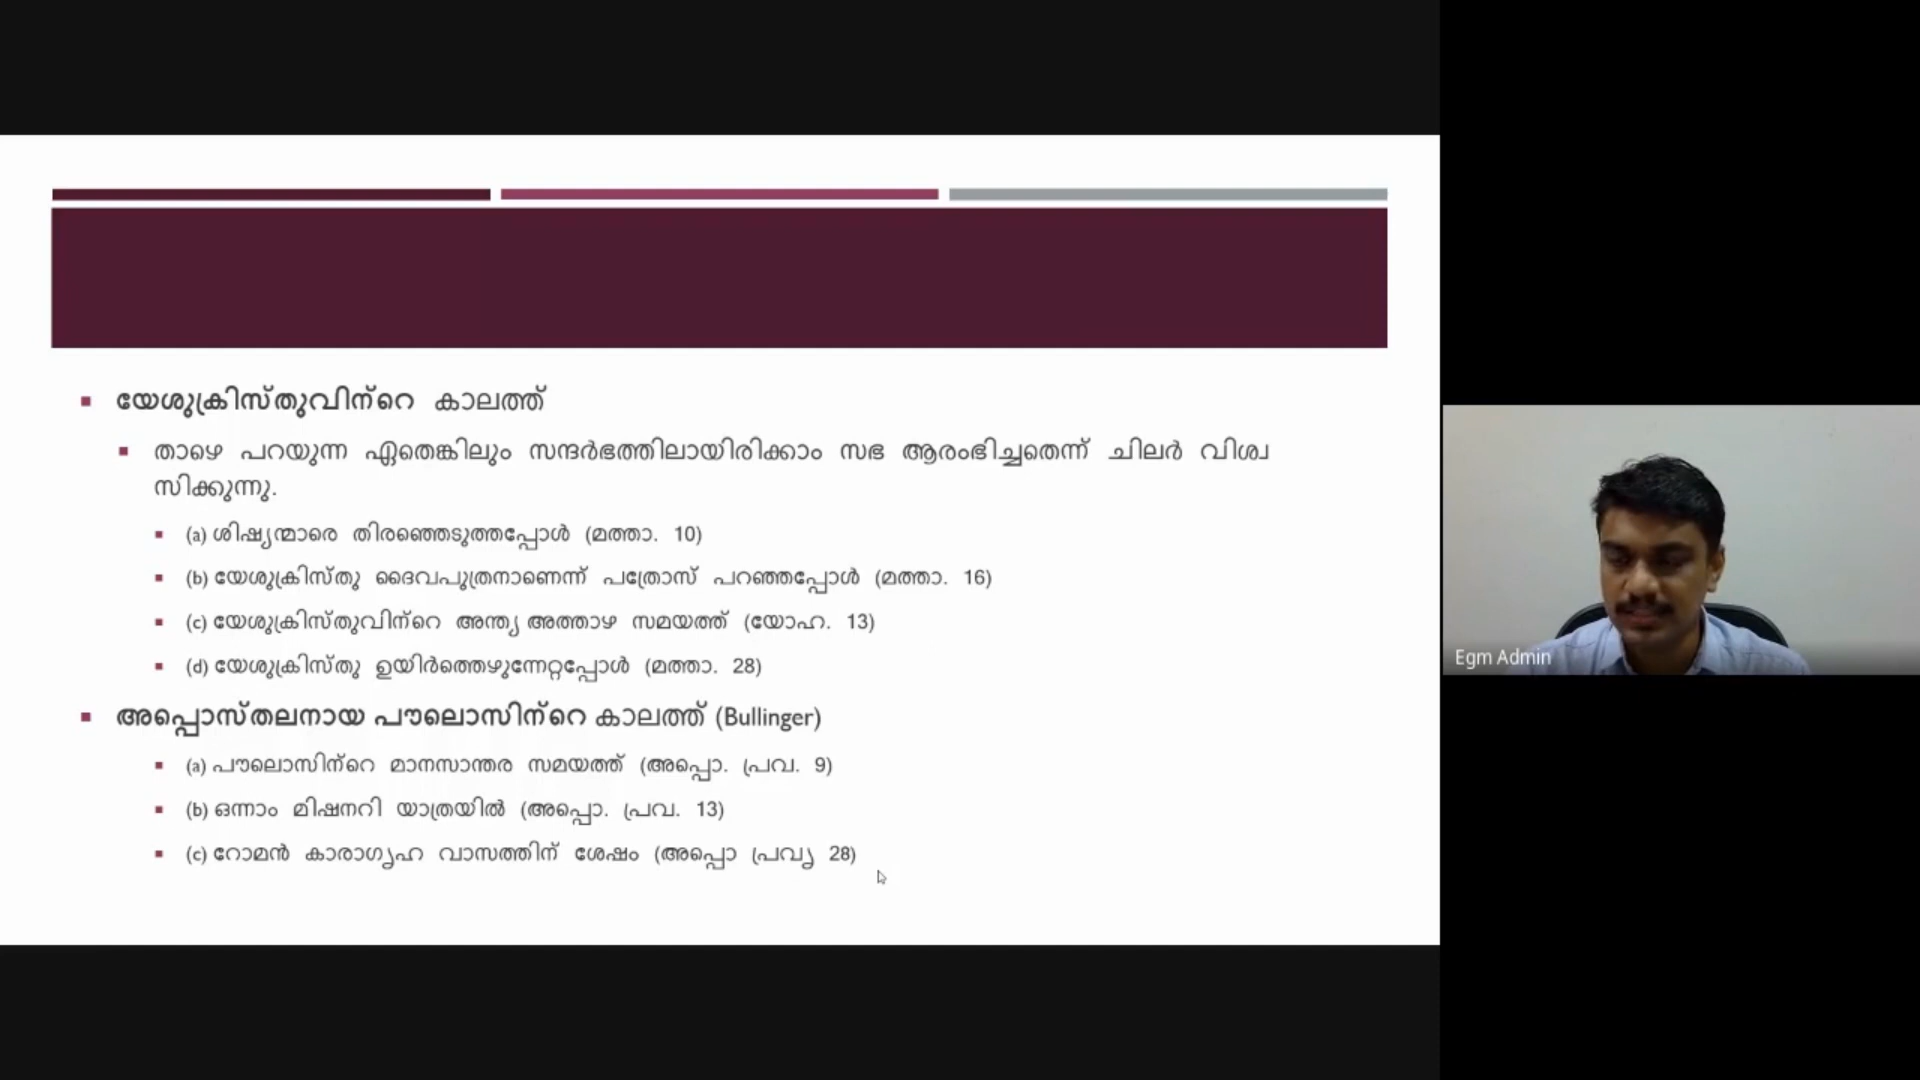 യേശുക്രിസ്തുവിന്റെ കാലത്ത്
താഴെ പറയുന്ന ഏതെങ്കിലും സന്ദർഭത്തിലായിരിക്കാം സഭ ആരംഭിച്ചതെന്ന് ചിലർ വിശ്വ
സിക്കുന്നു.
(a) ശിഷ്യന്മാരെ തിരഞ്ഞെടുത്തപ്പോൾ (മത്താ. 10)
(b) യേശുക്രിസ്തു ദൈവപുത്രനാണെന്ന് പത്രോസ് പറഞ്ഞപ്പോൾ (മത്താ. 16)
(c) യേശുക്രിസ്തുവിന്റെ അന്ത്യ അത്താഴ സമയത്ത് (യോഹ. 13)
(d) യേശുക്രിസ്തു ഉയിർത്തെഴുന്നേറ്റപ്പോൾ (മത്താ. 28)
അപ്പൊസ്തലനായ പൗലൊസിന്റെ കാലത്ത് (Bullinger)
(a) പൗലൊസിന്റെ മാനസാന്തര സമയത്ത് (അപ്പൊ. പ്രവ. 9)
(b) ഒന്നാം മിഷനറി യാത്രയിൽ (അപ്പൊ. പ്രവ. 13)
(c) റോമൻ കാരാഗൃഹ വാസത്തിന് ശേഷം (അപ്പൊ പ്രവൃ 28)
Egm Admin